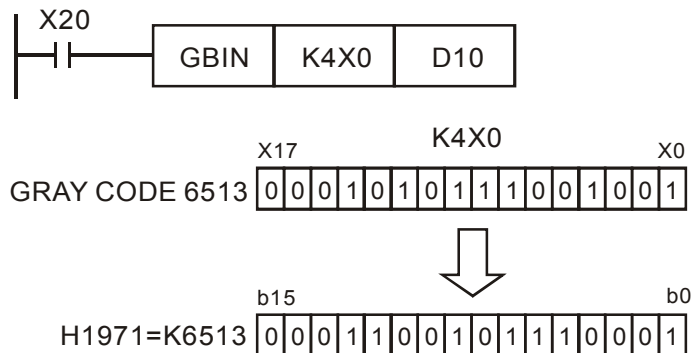 X20
GBIN K4X0 D10
K4X0
X17 X0
GRAY CODE 6513 0 0 0 1 0 1 0 1 1 1 0 0 1 0 0 1
b15 b0
H1971=K6513 0 0 0 1 1 0 0 1 0 1 1 1 0 0 0 1